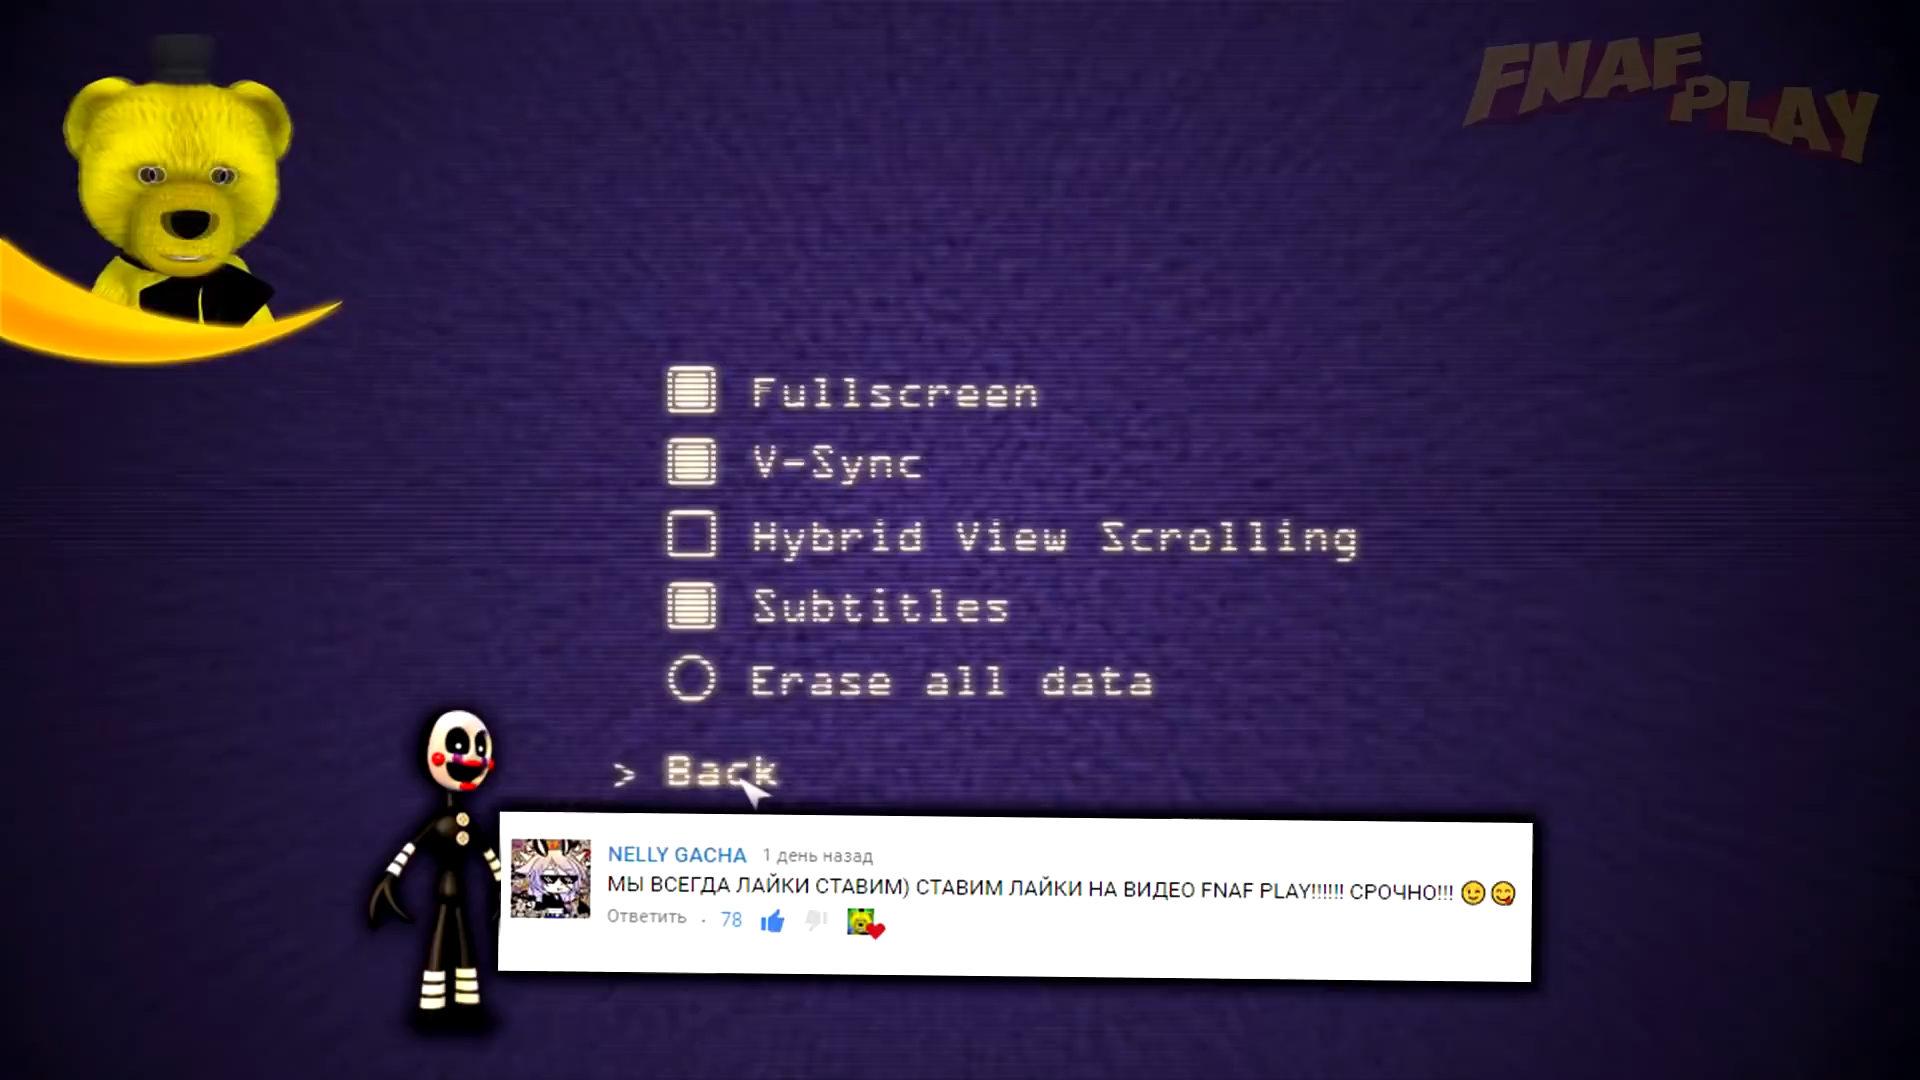 FNAF
PLAY
Fullscreen
V-Sync
Hybrid View Scrolling
Subtitles
Erase all data
> Back
NELLY GACHA 1 день назад
МЫ ВСЕГДА ЛАЙКИ СТАВИМ) СТАВИМ ЛАЙКИ НА ВИДЕО FNAF PLAY!!!!!! СРОЧНО!!! 😉 😋
Ответить · 78